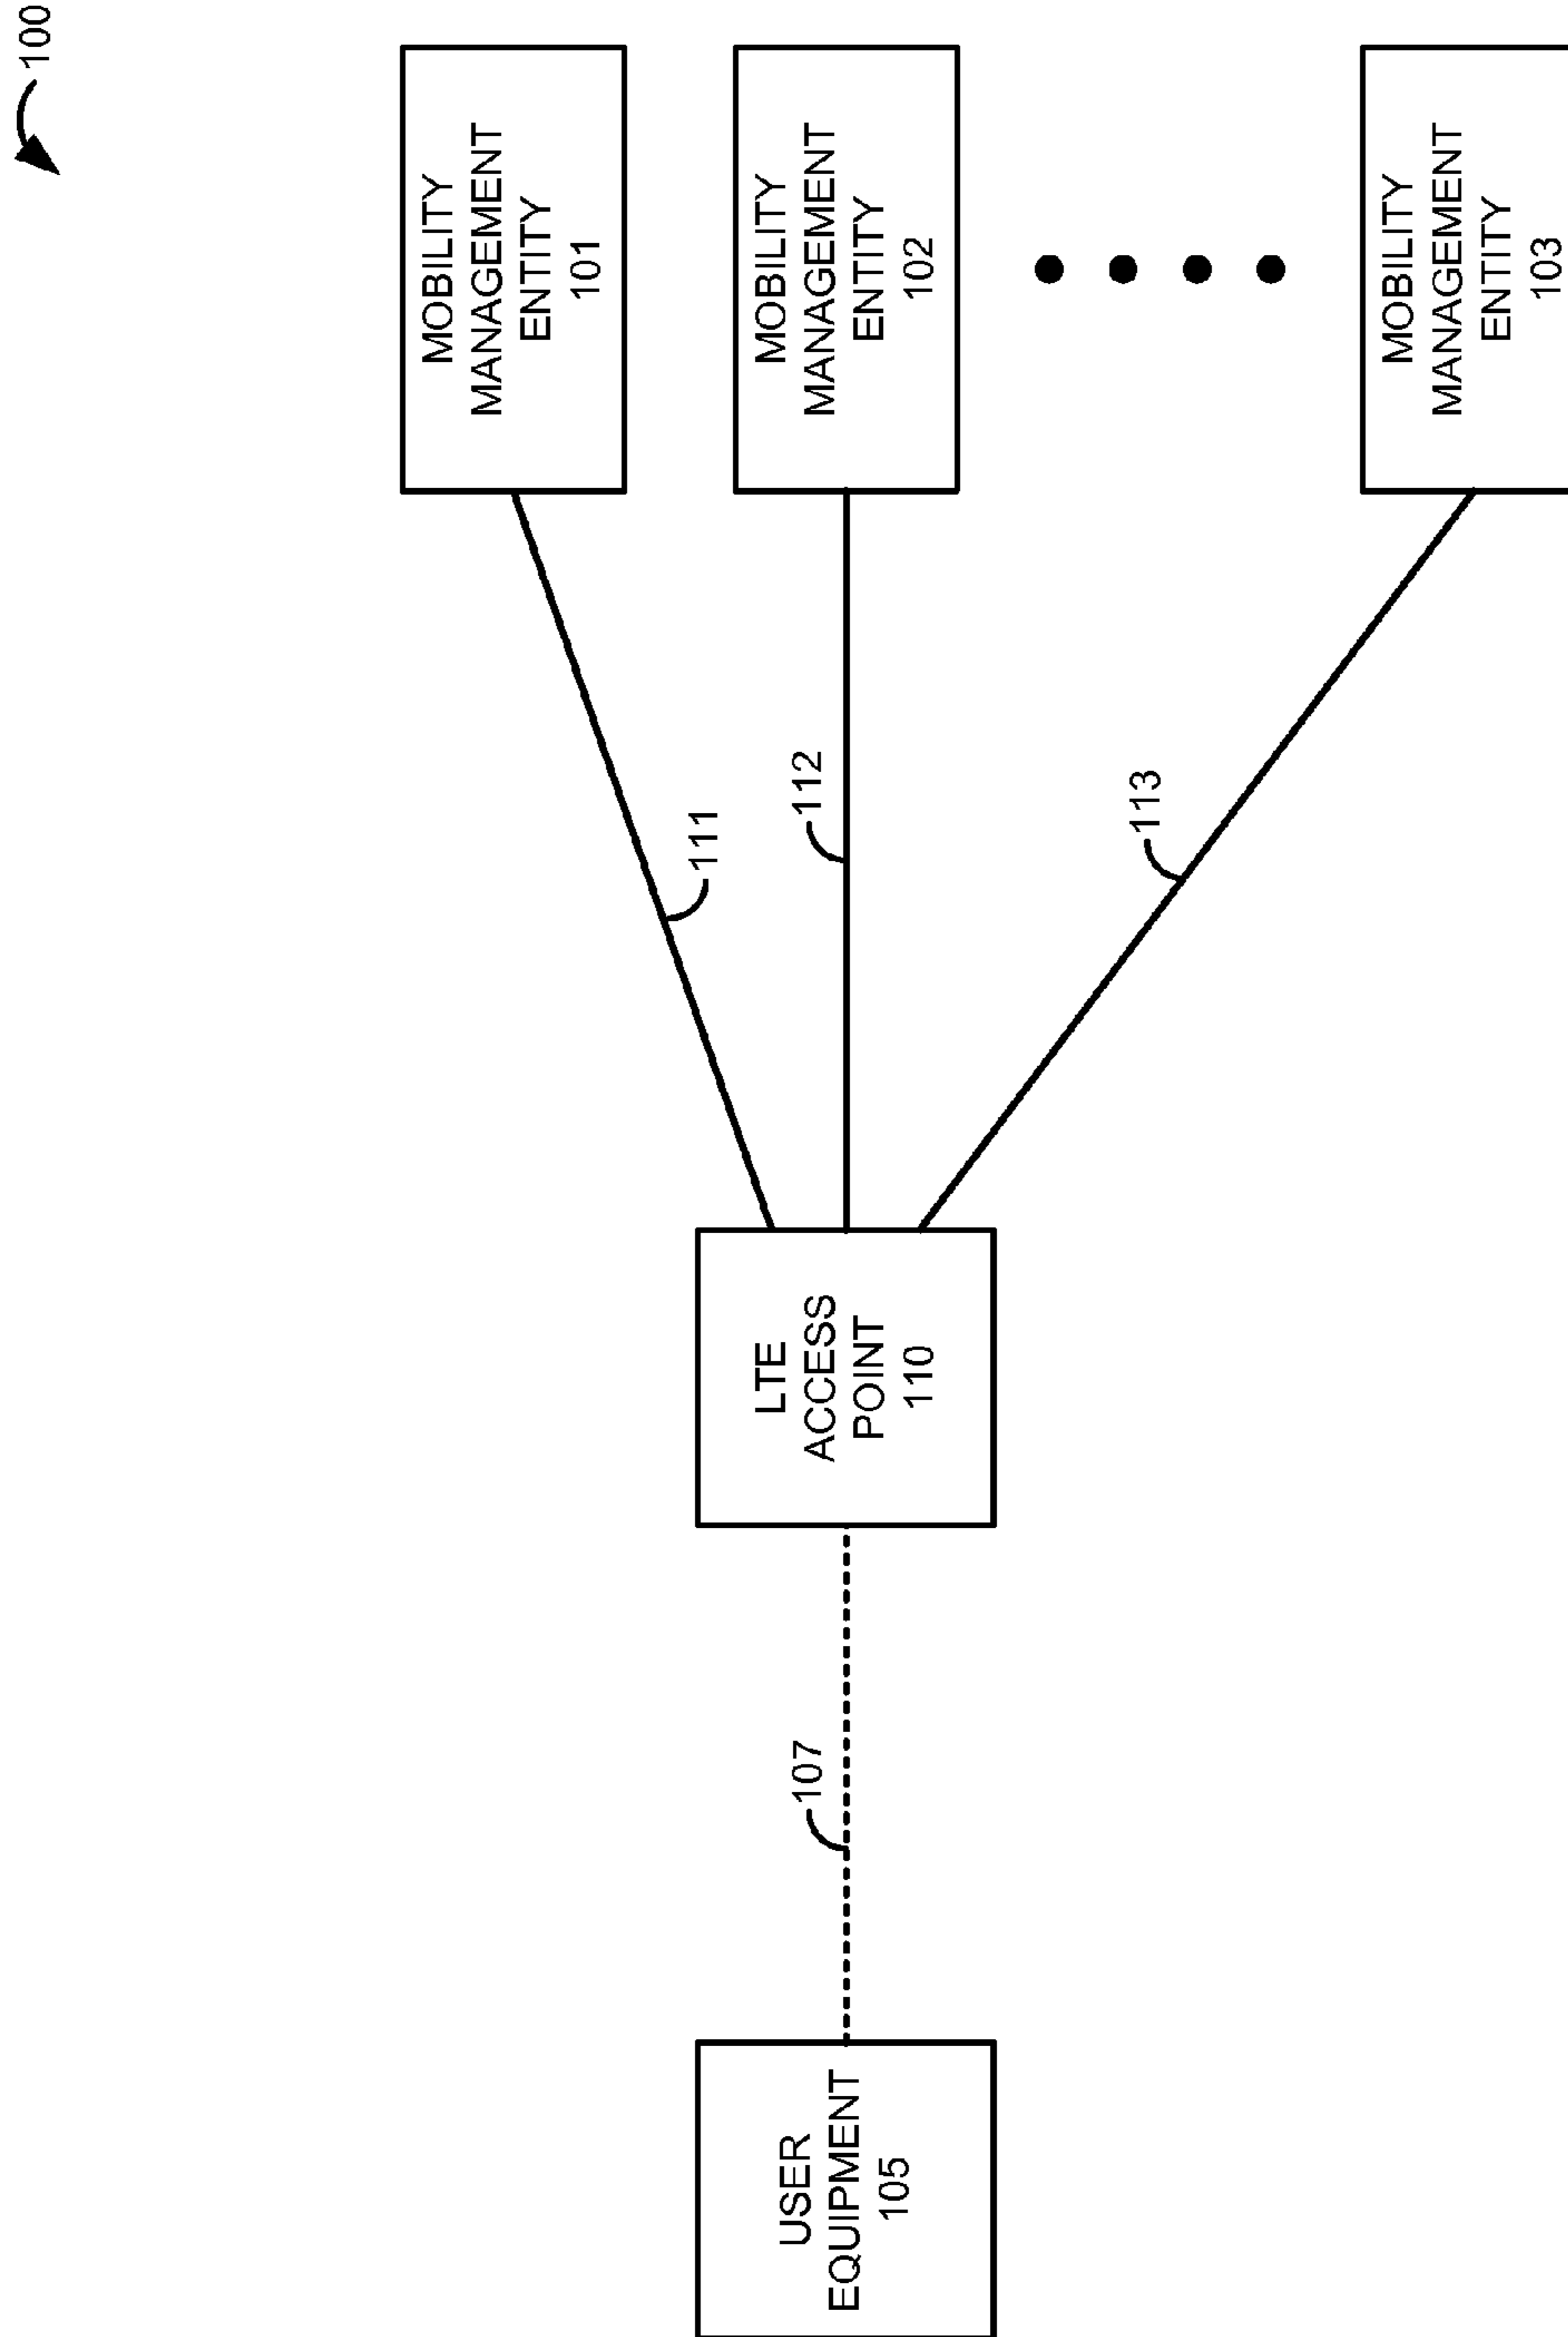 100
MOBILITY
MANAGEMENT
ENTITY
101
MOBILITY
MANAGEMENT
ENTITY
102
MOBILITY
MANAGEMENT
ENTITY
103
111
112
113
LTE
ACCESS
POINT
110
107
USER
EQUIPMENT
105